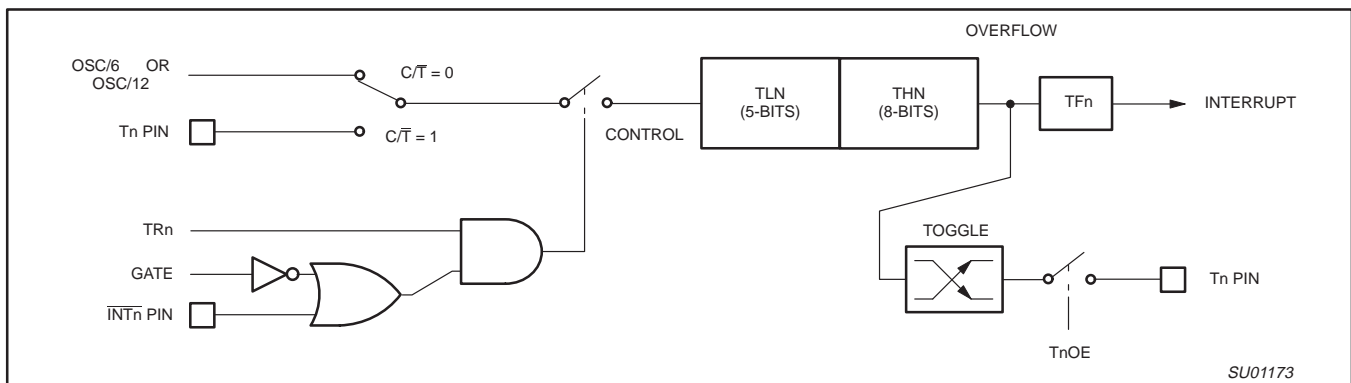 OVERFLOW
OSC/6 OR
OSC/12
C/T̅ = 0
TLN
(5-BITS)
THN
(8-BITS)
TFn
INTERRUPT
Tn PIN
C/T̅ = 1
CONTROL
TRn
TOGGLE
GATE
Tn PIN
I̅N̅T̅n̅ PIN
TnOE
SU01173